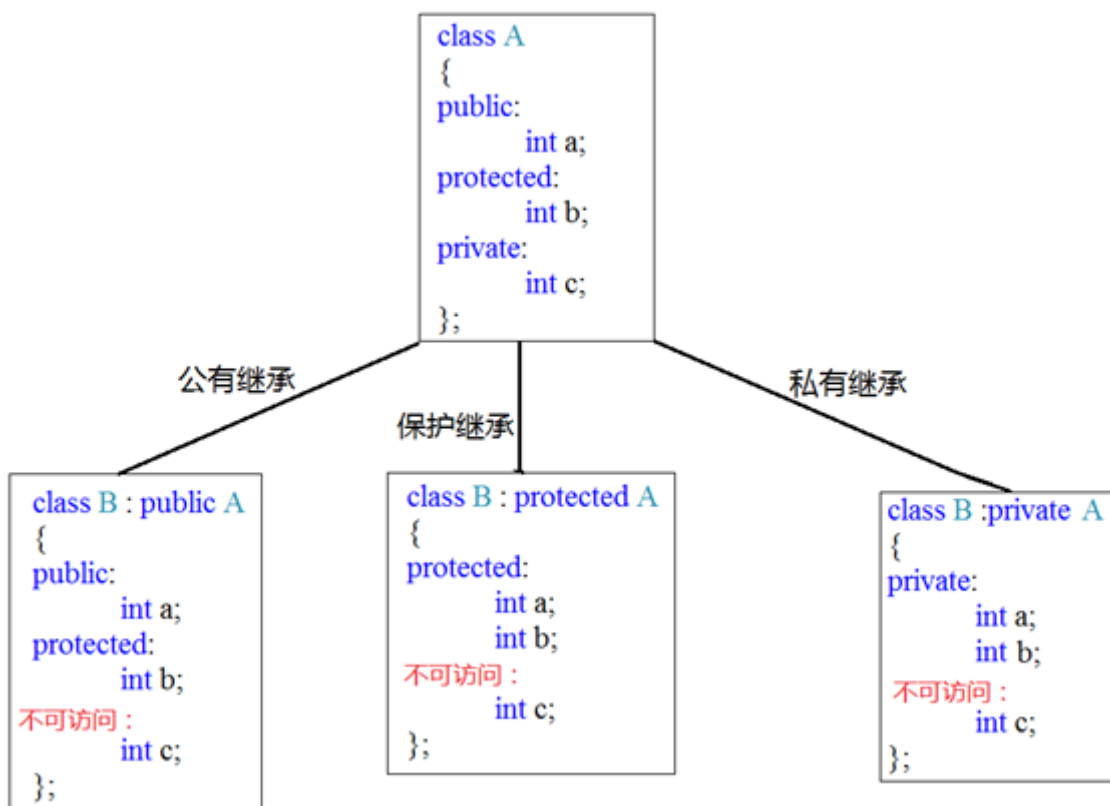 class A
{
public:
int a;
protected:
int b;
private:
int c;
};
公有继承
保护继承
私有继承
class B : public A
{
public:
int a;
protected:
int b;
不可访问：
int c;
};
class B : protected A
{
protected:
int a;
int b;
不可访问：
int c;
};
class B :private A
{
private:
int a;
int b;
不可访问：
int c;
};